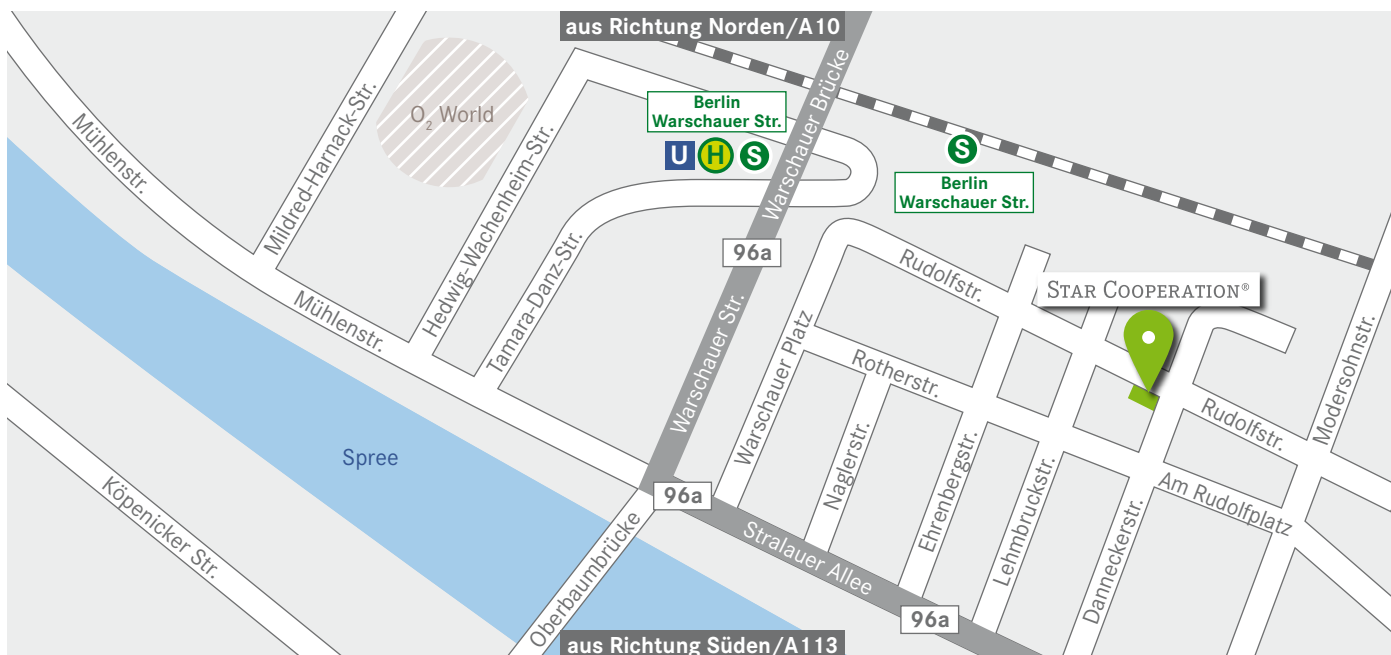 aus Richtung Norden/A10
Mühlenstr.
Mildred-Harnack-Str.
O₂ World
Hedwig-Wachenheim-Str.
Tamara-Danz-Str.
Berlin
Warschauer Str.
U H S
Warschauer Brücke
S
Berlin
Warschauer Str.
96a
Rudolfstr.
STAR COOPERATION®
Mühlenstr.
Warschauer Str.
Warschauer Platz
Rotherstr.
Modersohnstr.
Rudolfstr.
Spree
96a
Naglerstr.
Ehrenbergstr.
Lehmbruckstr.
Danneckerstr.
Am Rudolfplatz
Köpenicker Str.
Oberbaumbrücke
Stralauer Allee
96a
aus Richtung Süden/A113